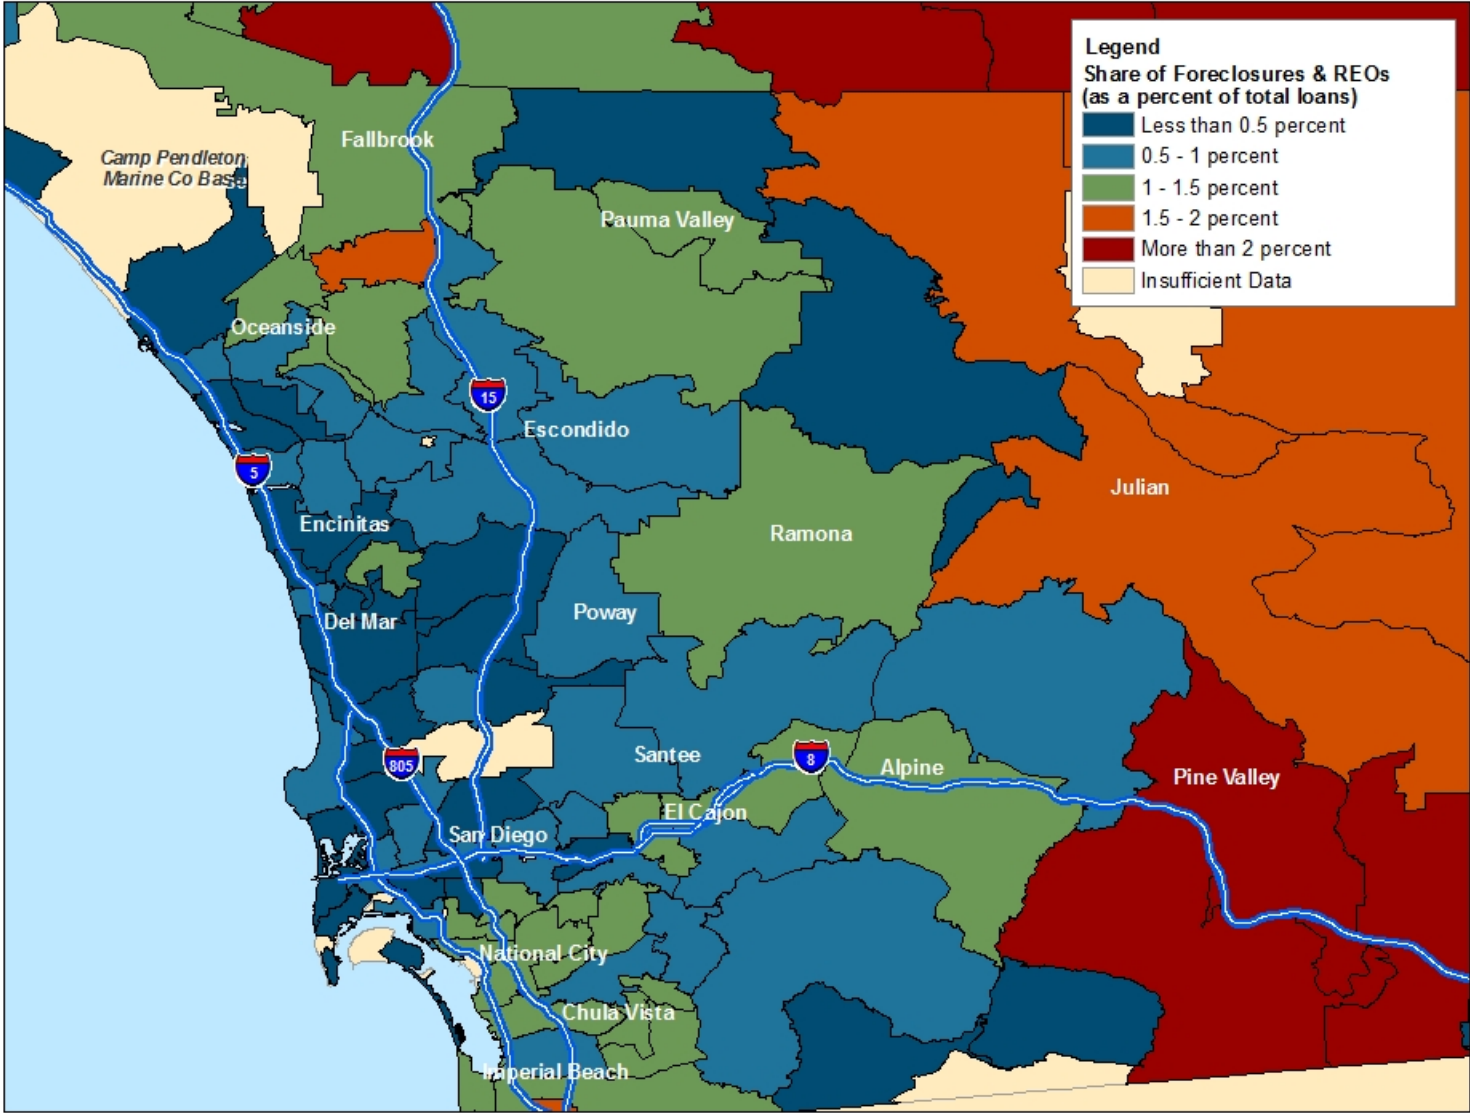 Legend
Share of Foreclosures & REOs
(as a percent of total loans)
Less than 0.5 percent
0.5 - 1 percent
1 - 1.5 percent
1.5 - 2 percent
More than 2 percent
Insufficient Data
Fallbrook
Camp Pendleton
Marine Co Base
Pauma Valley
Oceanside
15
Escondido
5
Julian
Encinitas
Ramona
Poway
Del Mar
Santee
8
805
Alpine
Pine Valley
El Cajon
San Diego
National City
Chula Vista
Imperial Beach